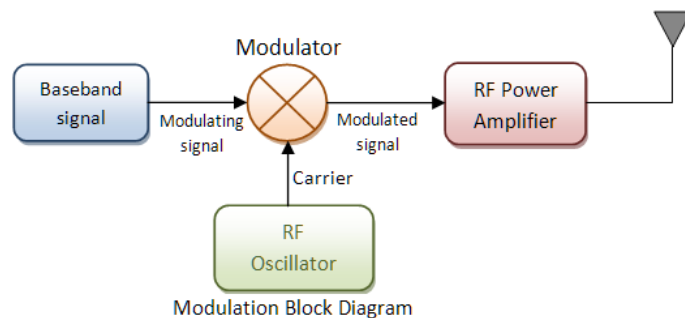 Modulator
Baseband
signal
Modulating
signal
Modulated
signal
RF Power
Amplifier
Carrier
RF
Oscillator
Modulation Block Diagram